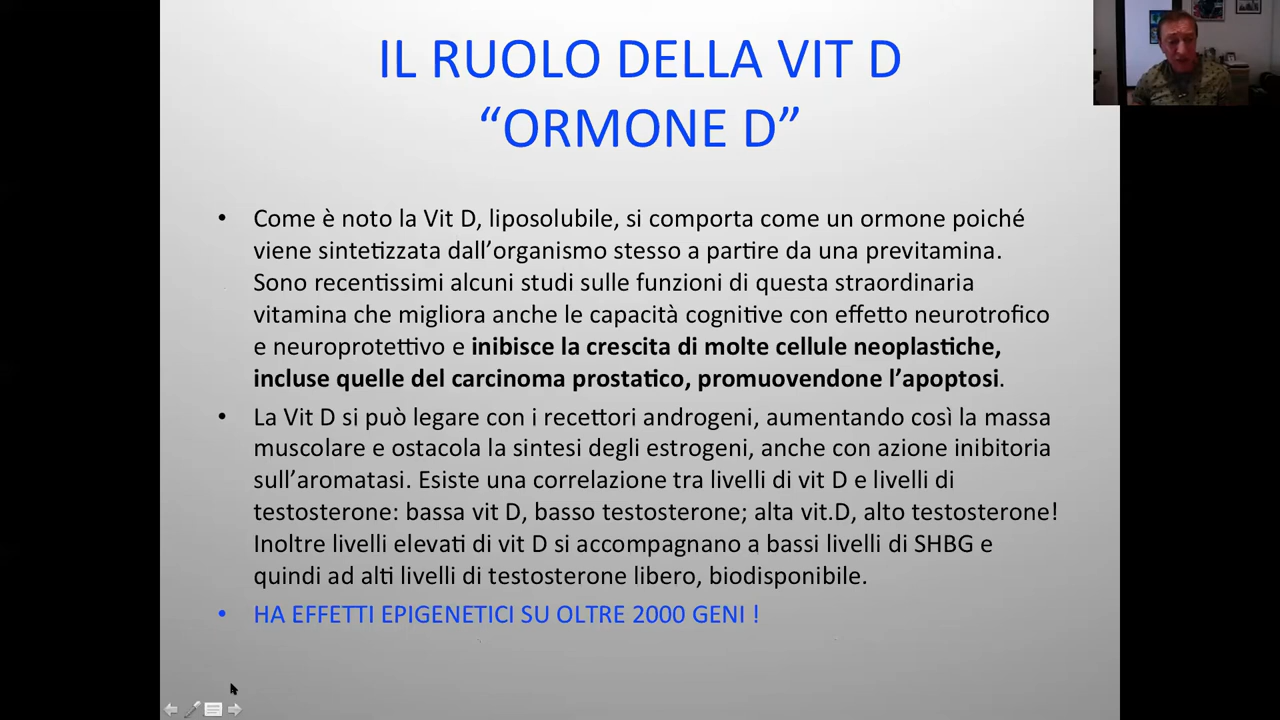 IL RUOLO DELLA VIT D
“ORMONE D”
• Come è noto la Vit D, liposolubile, si comporta come un ormone poiché
viene sintetizzata dall’organismo stesso a partire da una previtamina.
Sono recentissimi alcuni studi sulle funzioni di questa straordinaria
vitamina che migliora anche le capacità cognitive con effetto neurotrofico
e neuroprotettivo e inibisce la crescita di molte cellule neoplastiche,
incluse quelle del carcinoma prostatico, promuovendone l’apoptosi.
• La Vit D si può legare con i recettori androgeni, aumentando così la massa
muscolare e ostacola la sintesi degli estrogeni, anche con azione inibitoria
sull’aromatasi. Esiste una correlazione tra livelli di vit D e livelli di
testosterone: bassa vit D, basso testosterone; alta vit.D, alto testosterone!
Inoltre livelli elevati di vit D si accompagnano a bassi livelli di SHBG e
quindi ad alti livelli di testosterone libero, biodisponibile.
• HA EFFETTI EPIGENETICI SU OLTRE 2000 GENI !